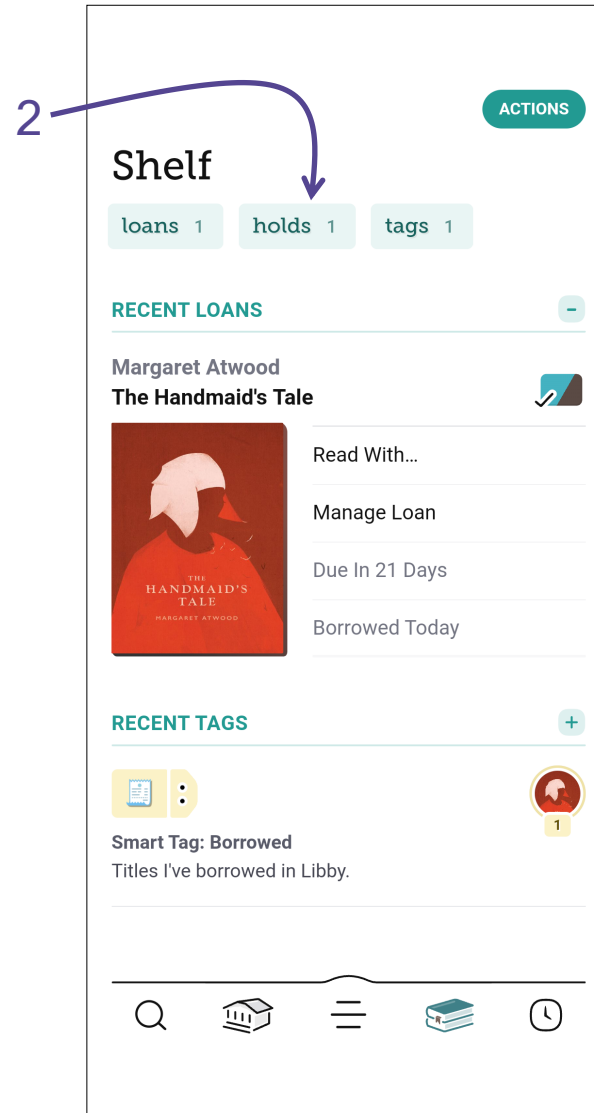 2
ACTIONS
Shelf
loans 1 holds 1 tags 1
RECENT LOANS
Margaret Atwood
The Handmaid's Tale
THE
HANDMAID'S
TALE
MARGARET ATWOOD
Read With…
Manage Loan
Due In 21 Days
Borrowed Today
RECENT TAGS
1
Smart Tag: Borrowed
Titles I've borrowed in Libby.